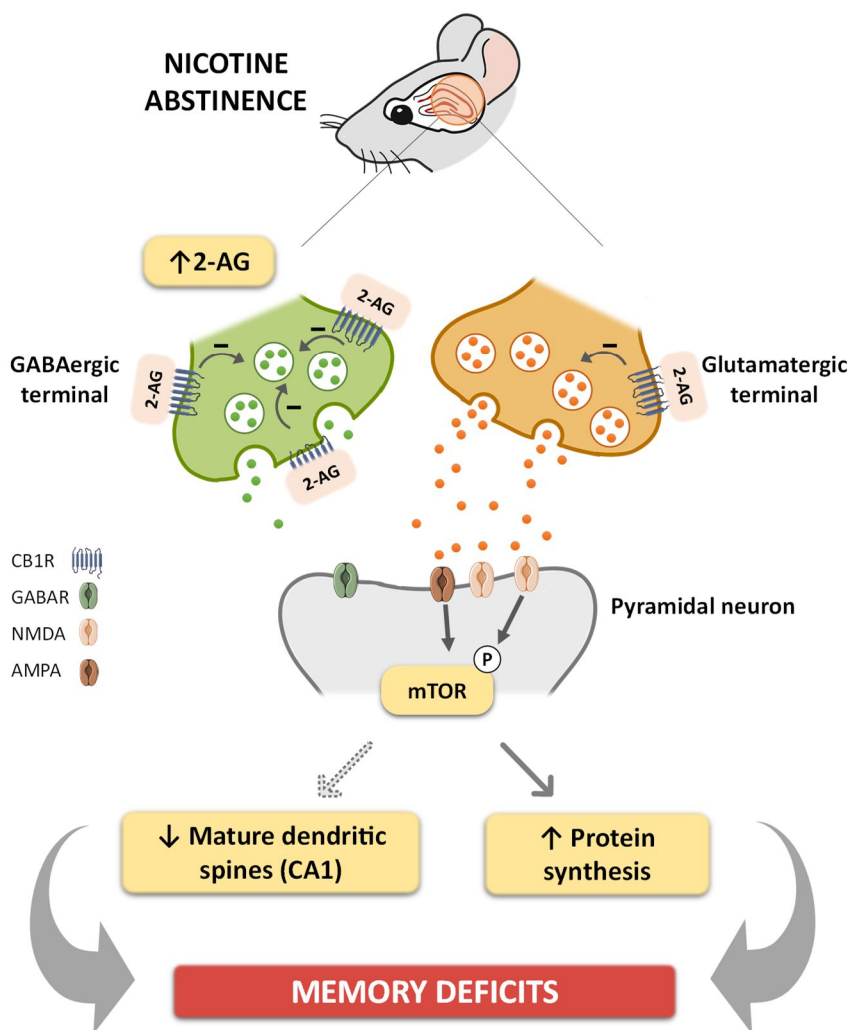 NICOTINE
ABSTINENCE
↑2-AG
2-AG
2-AG
2-AG
GABAergic
terminal
2-AG
Glutamatergic
terminal
CB1R
GABAR
NMDA
AMPA
Pyramidal neuron
P
mTOR
↓ Mature dendritic
spines (CA1)
↑ Protein
synthesis
MEMORY DEFICITS